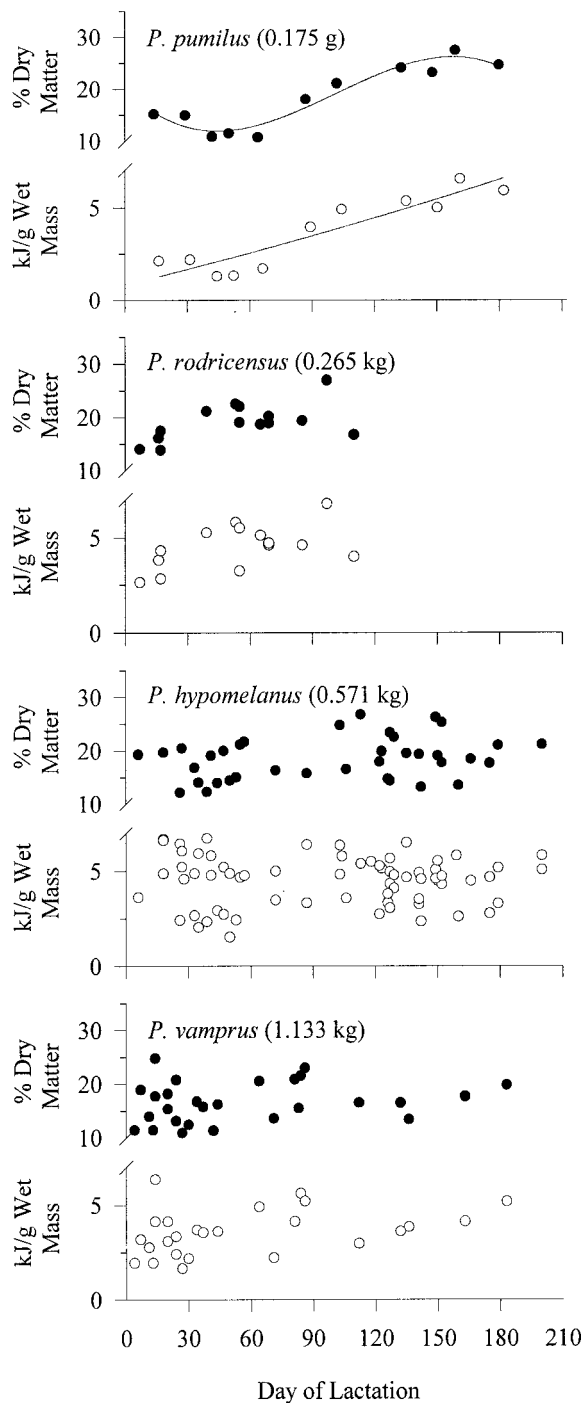 P. pumilus (0.175 g)
% Dry
Matter
30
20
10
kJ/g Wet
Mass
5
0
P. rodricensus (0.265 kg)
% Dry
Matter
30
20
10
kJ/g Wet
Mass
5
0
P. hypomelanus (0.571 kg)
% Dry
Matter
30
20
10
kJ/g Wet
Mass
5
0
P. vamprus (1.133 kg)
% Dry
Matter
30
20
10
kJ/g Wet
Mass
5
0
0 30 60 90 120 150 180 210
Day of Lactation